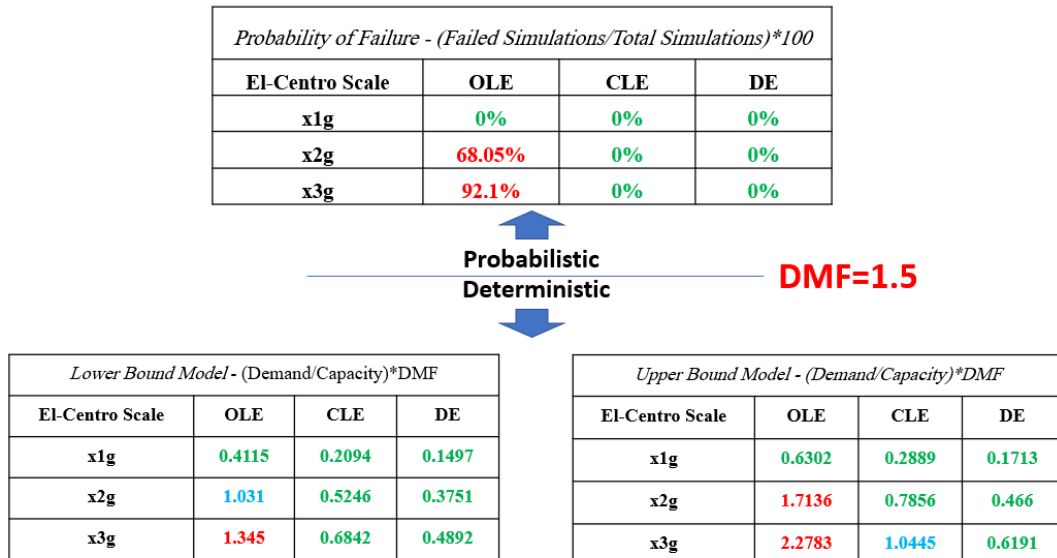 Probability of Failure - (Failed Simulations/Total Simulations)*100
El-Centro Scale OLE CLE DE
x1g 0% 0% 0%
x2g 68.05% 0% 0%
x3g 92.1% 0% 0%
Probabilistic
Deterministic
DMF=1.5
Lower Bound Model - (Demand/Capacity)*DMF
El-Centro Scale OLE CLE DE
x1g 0.4115 0.2094 0.1497
x2g 1.031 0.5246 0.3751
x3g 1.345 0.6842 0.4892
Upper Bound Model - (Demand/Capacity)*DMF
El-Centro Scale OLE CLE DE
x1g 0.6302 0.2889 0.1713
x2g 1.7136 0.7856 0.466
x3g 2.2783 1.0445 0.6191